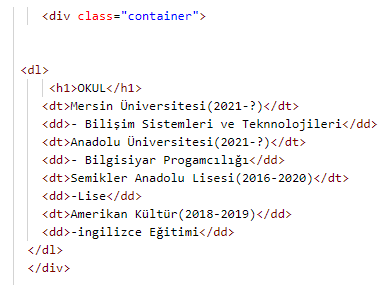 <div class="container">
<dl>
<h1>OKUL</h1>
<dt>Mersin Üniversitesi(2021-?)</dt>
<dd>- Bilişim Sistemleri ve Teknnolojileri</dd>
<dt>Anadolu Üniversitesi(2021-?)</dt>
<dd>- Bilgisiyar Progamcılığı</dd>
<dt>Semikler Anadolu Lisesi(2016-2020)</dt>
<dd>-Lise</dd>
<dt>Amerikan Kültür(2018-2019)</dd>
<dd>-ingilizce Eğitimi</dd>
</dl>
</div>